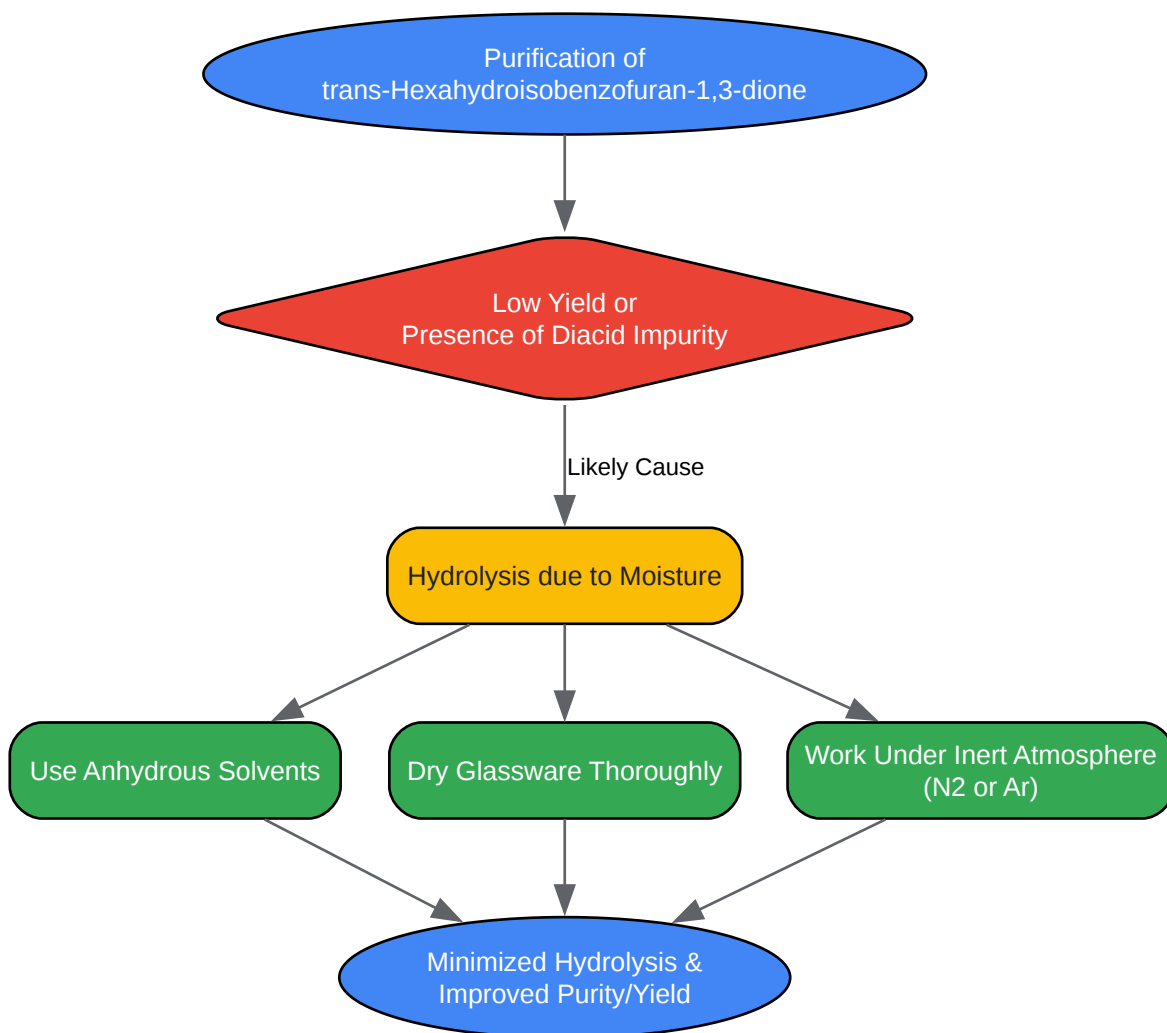 Purification of
trans-Hexahydroisobenzofuran-1,3-dione
Low Yield or
Presence of Diacid Impurity
Likely Cause
Hydrolysis due to Moisture
Use Anhydrous Solvents
Dry Glassware Thoroughly
Work Under Inert Atmosphere
(N2 or Ar)
Minimized Hydrolysis &
Improved Purity/Yield